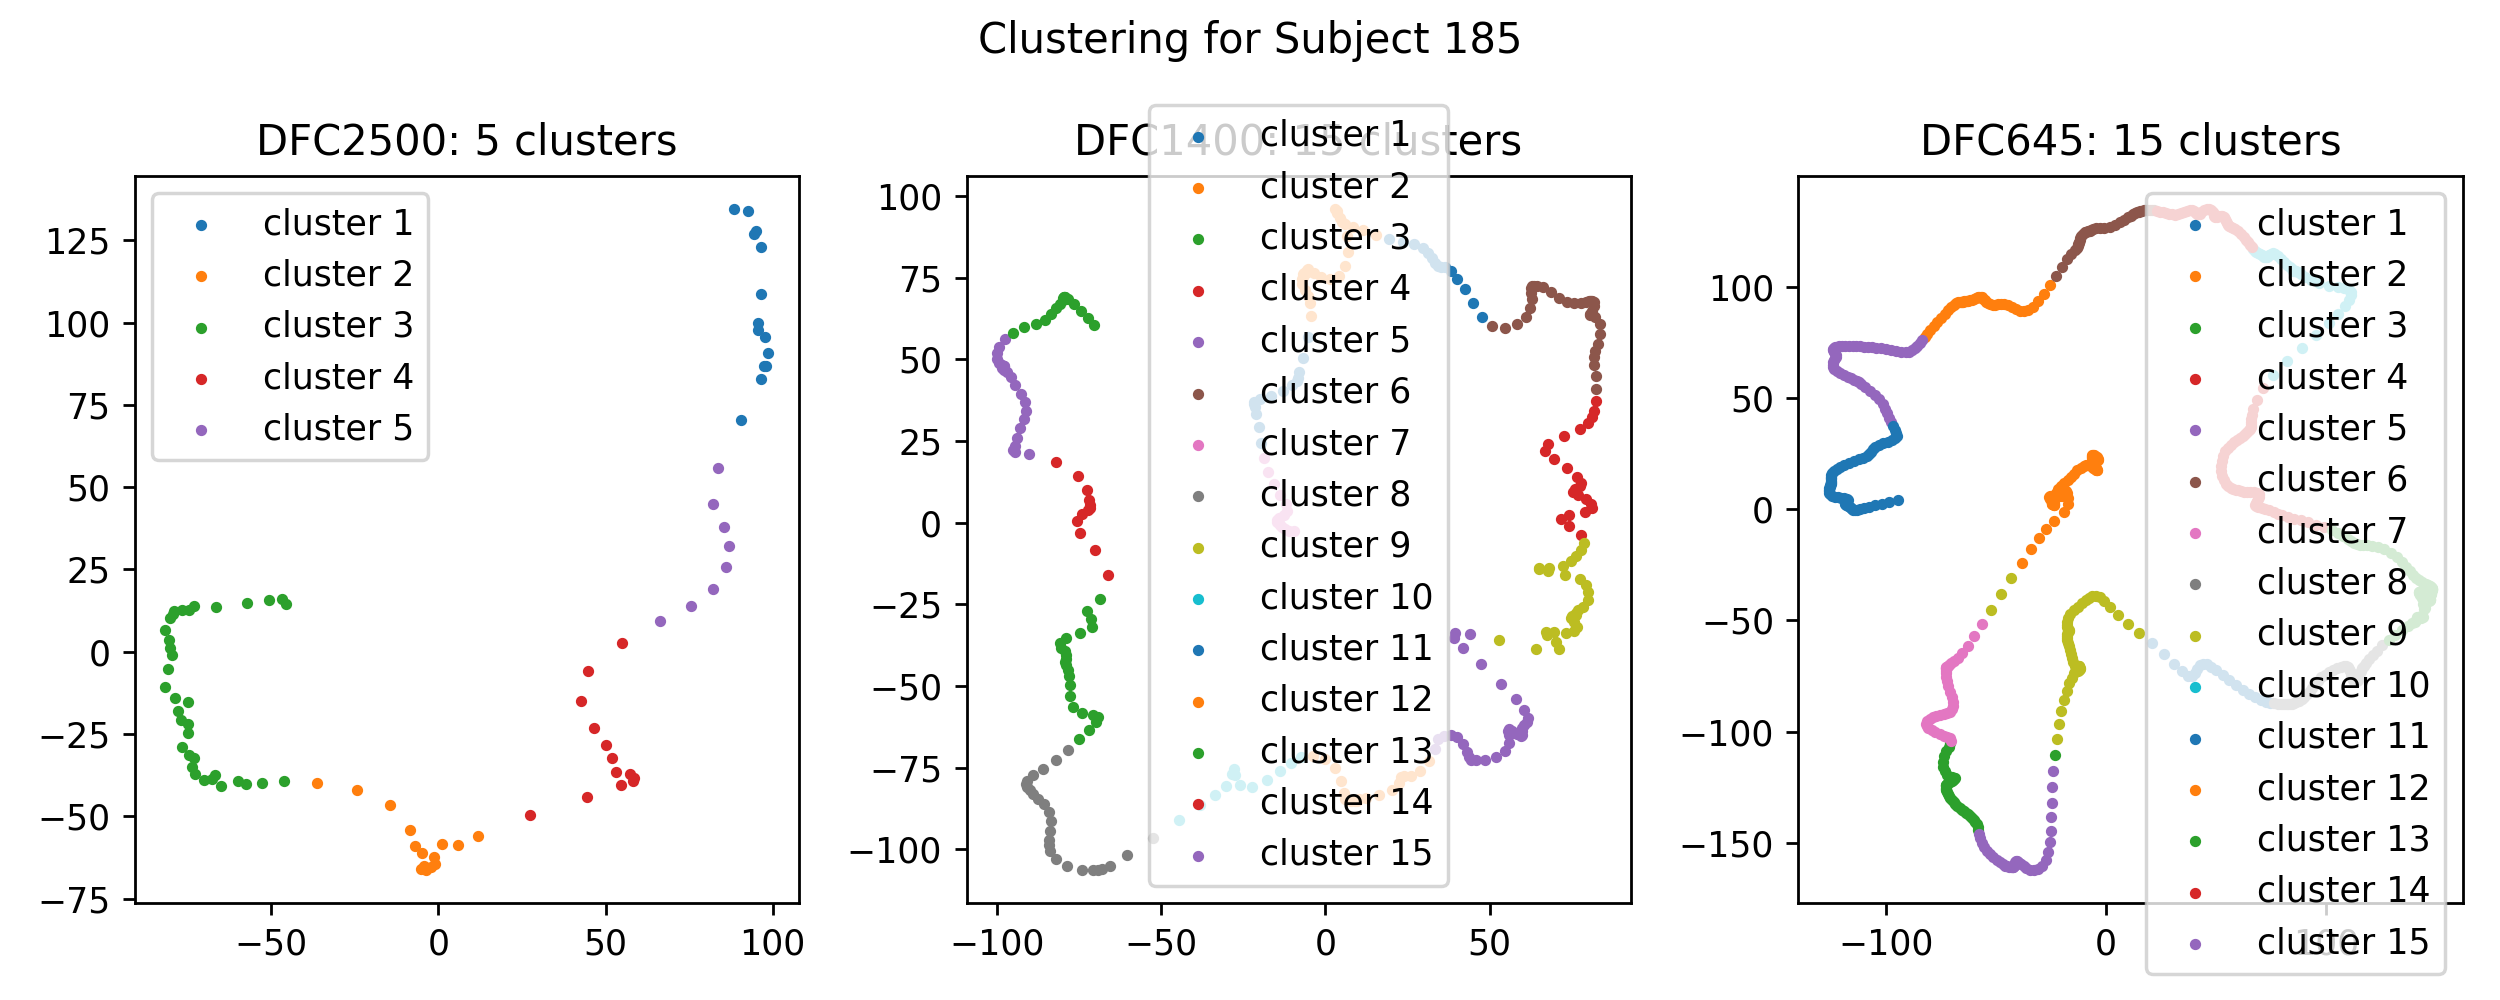 Clustering for Subject 185
DFC2500: 5 clusters
125
100
75
50
25
0
−25
−50
−75
−50
0
50
100
cluster 1
cluster 2
cluster 3
cluster 4
cluster 5
DFC1400: 15 clusters
100
75
50
25
0
−25
−50
−75
−100
−100
−50
0
50
cluster 1
cluster 2
cluster 3
cluster 4
cluster 5
cluster 6
cluster 7
cluster 8
cluster 9
cluster 10
cluster 11
cluster 12
cluster 13
cluster 14
cluster 15
DFC645: 15 clusters
100
50
0
−50
−100
−150
−100
0
100
cluster 1
cluster 2
cluster 3
cluster 4
cluster 5
cluster 6
cluster 7
cluster 8
cluster 9
cluster 10
cluster 11
cluster 12
cluster 13
cluster 14
cluster 15